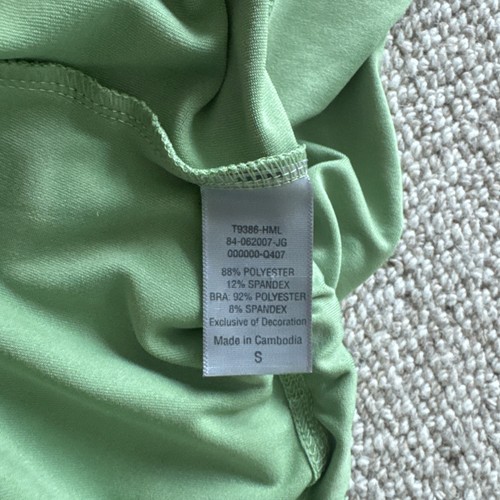 T9386-HML
84-062007-JG
000000-Q407
88% POLYESTER
12% SPANDEX
BRA: 92% POLYESTER
8% SPANDEX
Exclusive of Decoration
Made in Cambodia
S